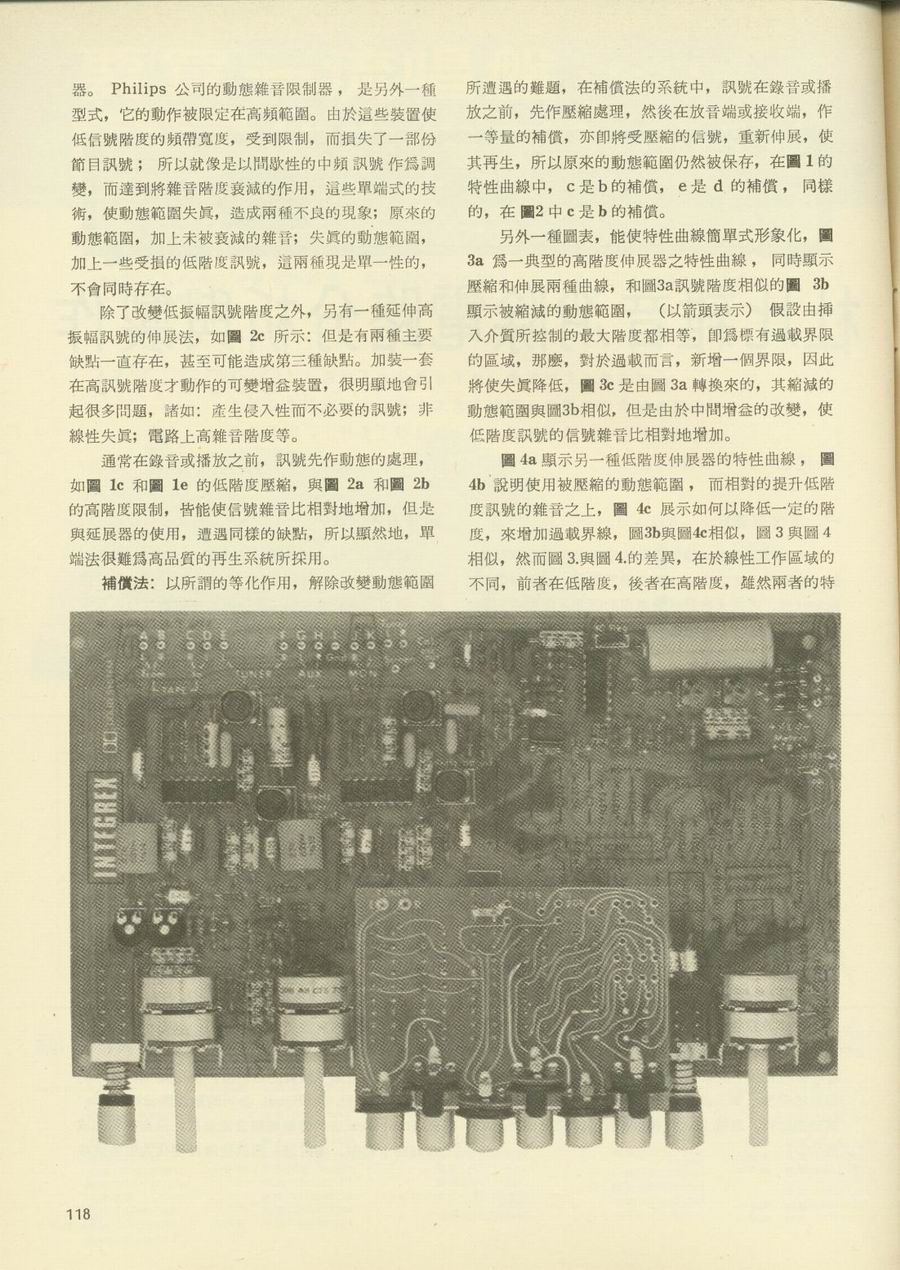 器。 Philips 公司的動態雜音限制器，是另外一種
型式，它的動作被限定在高頻範圍。由於這些裝置使
低信號階度的頻帶寬度，受到限制，而損失了一部份
節目訊號；所以就像是以間歇性的中頻訊號作爲調
變，而達到將雜音階度衰減的作用，這些單端式的技
術，使動態範圍失眞，造成兩種不良的現象；原來的
動態範圍，加上未被衰減的雜音；失眞的動態範圍，
加上一些受損的低階度訊號，這兩種現是單一性的，
不會同時存在。
除了改變低振幅訊號階度之外，另有一種延伸高
振幅訊號的伸展法，如圖 2c 所示：但是有兩種主要
缺點一直存在，甚至可能造成第三種缺點。加裝一套
在高訊號階度才動作的可變增益裝置，很明顯地會引
起很多問題，諸如：產生侵入性而不必要的訊號；非
線性失眞；電路上高雜音階度等。
通常在錄音或播放之前，訊號先作動態的處理，
如圖 1c 和圖 1e 的低階度壓縮，與圖 2a 和圖 2b
的高階度限制，皆能使信號雜音比相對地增加，但是
與延展器的使用，遭遇同樣的缺點，所以顯然地，單
端法很難爲高品質的再生系統所採用。
補償法：以所謂的等化作用，解除改變動態範圍
所遭遇的難題，在補償法的系統中，訊號在錄音或播
放之前，先作壓縮處理，然後在放音端或接收端，作
一等量的補償，亦卽將受壓縮的信號，重新伸展，使
其再生，所以原來的動態範圍仍然被保存，在圖 1 的
特性曲線中，c 是 b 的補償，e 是 d 的補償，同樣
的，在圖2 中 c 是 b 的補償。
另外一種圖表，能使特性曲線簡單式形象化，圖
3a 爲一典型的高階度伸展器之特性曲線，同時顯示
壓縮和伸展兩種曲線，和圖3a訊號階度相似的圖 3b
顯示被縮減的動態範圍，（以箭頭表示）假設由揷
入介質所控制的最大階度都相等，卽爲標有過載界限
的區域，那麼，對於過載而言，新增一個界限，因此
將使失眞降低，圖 3c 是由圖 3a 轉換來的，其縮減的
動態範圍與圖3b相似，但是由於中間增益的改變，使
低階度訊號的信號雜音比相對地增加。
圖 4a 顯示另一種低階度伸展器的特性曲線，圖
4b 說明使用被壓縮的動態範圍，而相對的提升低階
度訊號的雜音之上，圖 4c 展示如何以降低一定的階
度，來增加過載界線，圖3b與圖4c相似，圖 3 與圖 4
相似，然而圖 3.與圖 4.的差異，在於線性工作區域的
不同，前者在低階度，後者在高階度，雖然兩者的特
A B C D E F G H I J K
TUNER AUX MON
TAPE
INTEGREX
118